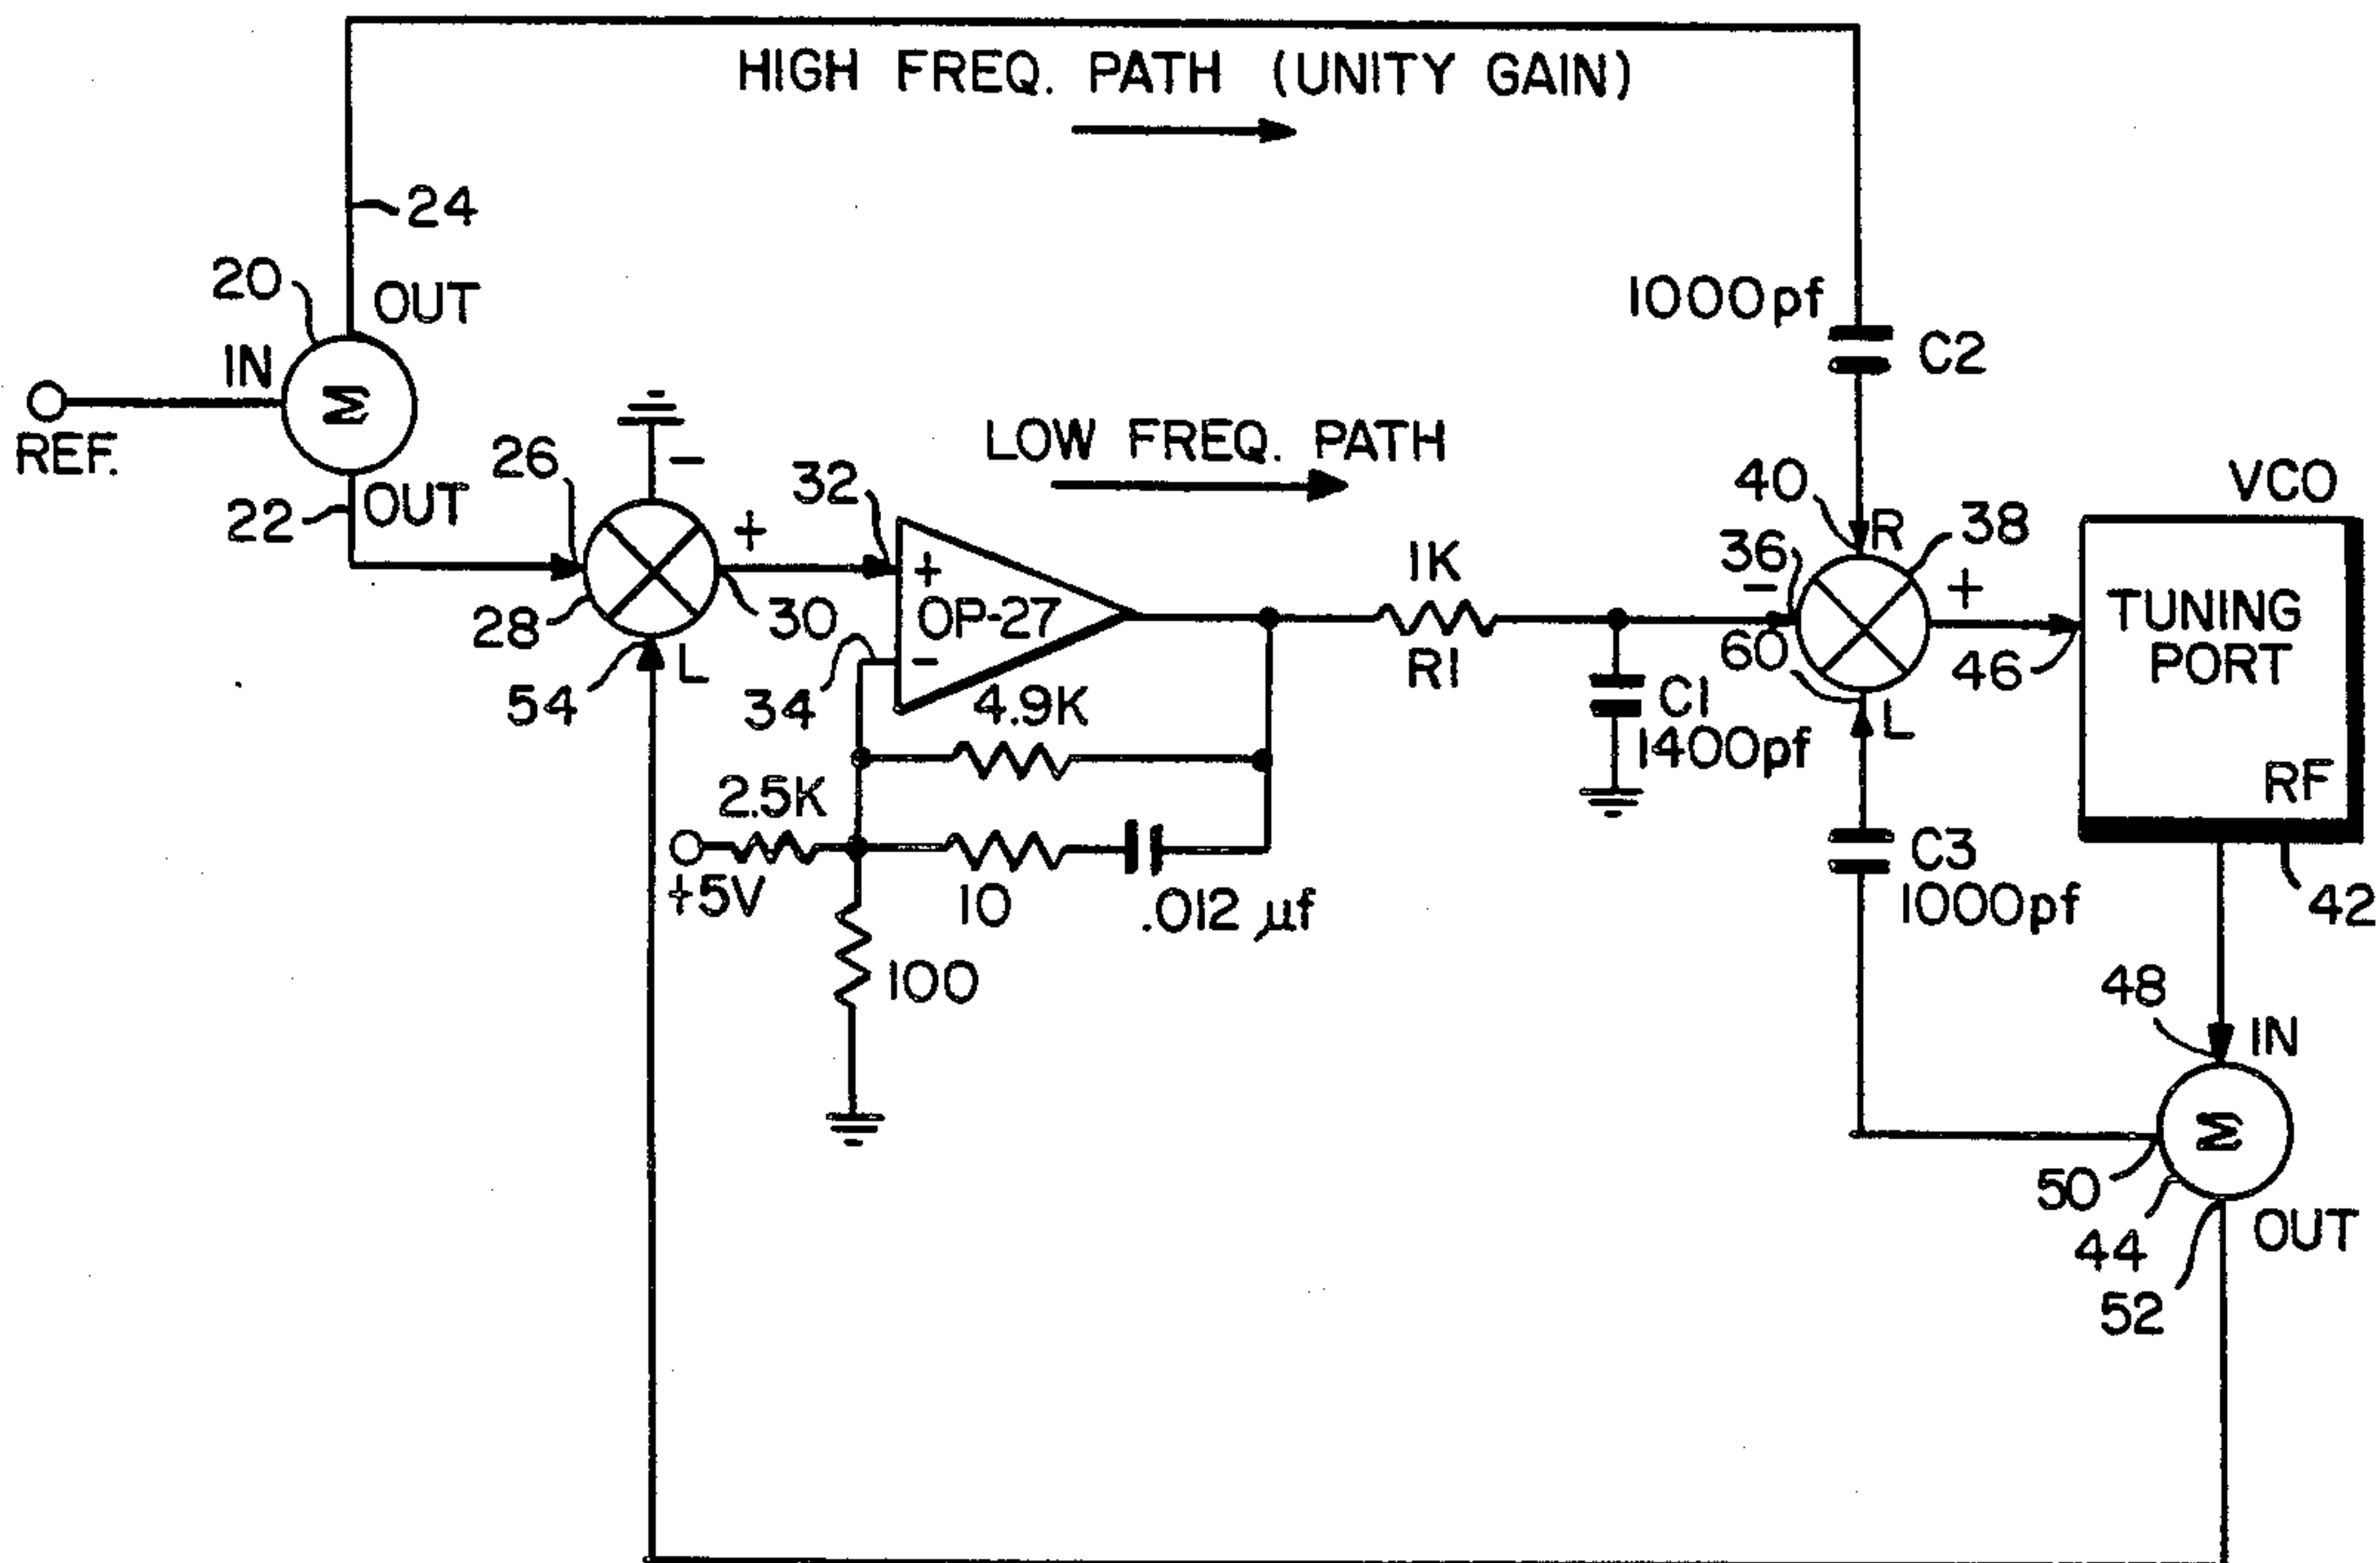 HIGH FREQ. PATH (UNITY GAIN)
24
20
OUT
IN
Σ
REF.
OUT
22
26
-
28
54
L
+
30
LOW FREQ. PATH
32
+
OP-27
-
34
4.9K
2.5K
+5V
10
.012 µf
100
1K
R1
C1
1400pf
1000pf
C2
40
R
36
-
38
+
60
L
46
VCO
TUNING
PORT
RF
42
C3
1000pf
48
IN
Σ
50
44
52
OUT